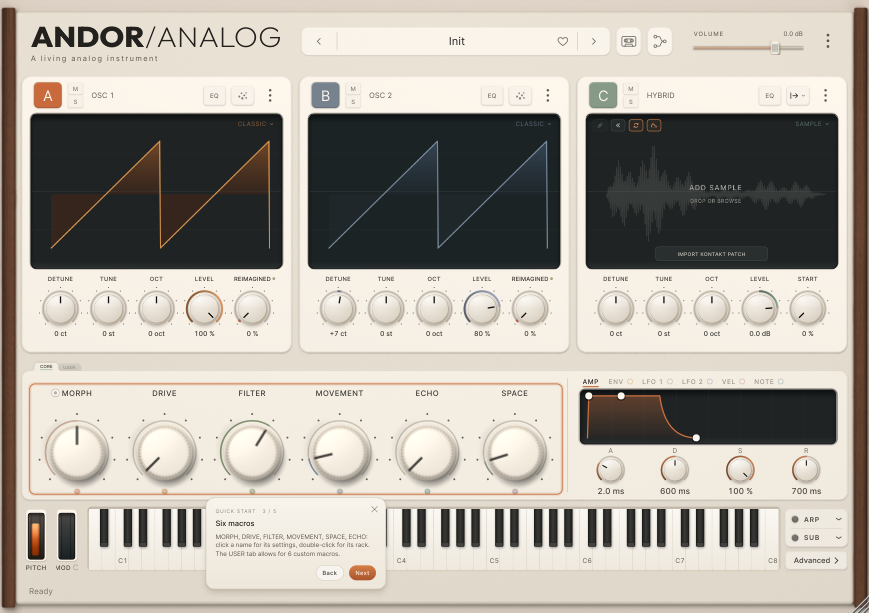 ANDOR/ANALOG
A living analog instrument
Init
VOLUME 0.0 dB
A M S OSC 1 EQ
CLASSIC
DETUNE TUNE OCT LEVEL REIMAGINED
0 ct 0 st 0 oct 100 % 0 %
B M S OSC 2 EQ
CLASSIC
DETUNE TUNE OCT LEVEL REIMAGINED
+7 ct 0 st 0 oct 80 % 0 %
C M S HYBRID EQ
SAMPLE
ADD SAMPLE
DROP OR BROWSE
IMPORT KONTAKT PATCH
DETUNE TUNE OCT LEVEL START
0 ct 0 st 0 oct 0.0 dB 0 %
CORE USER
MORPH DRIVE FILTER MOVEMENT ECHO SPACE
AMP ENV LFO 1 LFO 2 VEL NOTE
A D S R
2.0 ms 600 ms 100 % 700 ms
QUICK START 3 / 5
Six macros
MORPH, DRIVE, FILTER, MOVEMENT, SPACE, ECHO:
click a name for its settings, double-click for its rack.
The USER tab allows for 6 custom macros.
Back Next
PITCH MOD
C1 C4 C5 C6 C7 C8
ARP
SUB
Advanced
Ready